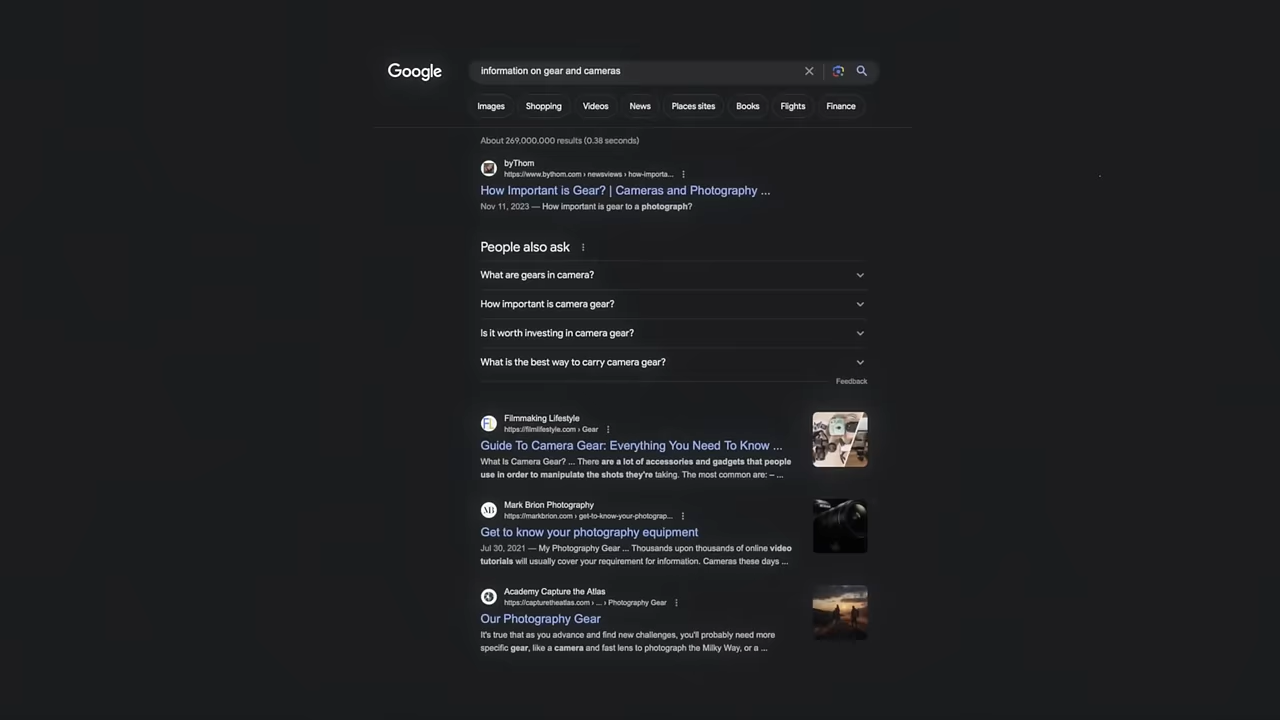 Google
information on gear and cameras
Images Shopping Videos News Places sites Books Flights Finance
About 269,000,000 results (0.38 seconds)
byThom
https://www.bythom.com › newsviews › how-importa...
How Important is Gear? | Cameras and Photography ...
Nov 11, 2023 — How important is gear to a photograph?
People also ask
What are gears in camera?
How important is camera gear?
Is it worth investing in camera gear?
What is the best way to carry camera gear?
Feedback
Filmmaking Lifestyle
https://filmlifestyle.com › Gear
Guide To Camera Gear: Everything You Need To Know ...
What Is Camera Gear? ... There are a lot of accessories and gadgets that people
use in order to manipulate the shots they're taking. The most common are: – ...
MB
Mark Brion Photography
https://markbrion.com › get-to-know-your-photograp...
Get to know your photography equipment
Jul 30, 2021 — My Photography Gear ... Thousands upon thousands of online video
tutorials will usually cover your requirement for information. Cameras these days ...
Academy Capture the Atlas
https://capturetheatlas.com › ... › Photography Gear
Our Photography Gear
It's true that as you advance and find new challenges, you'll probably need more
specific gear, like a camera and fast lens to photograph the Milky Way, or a ...